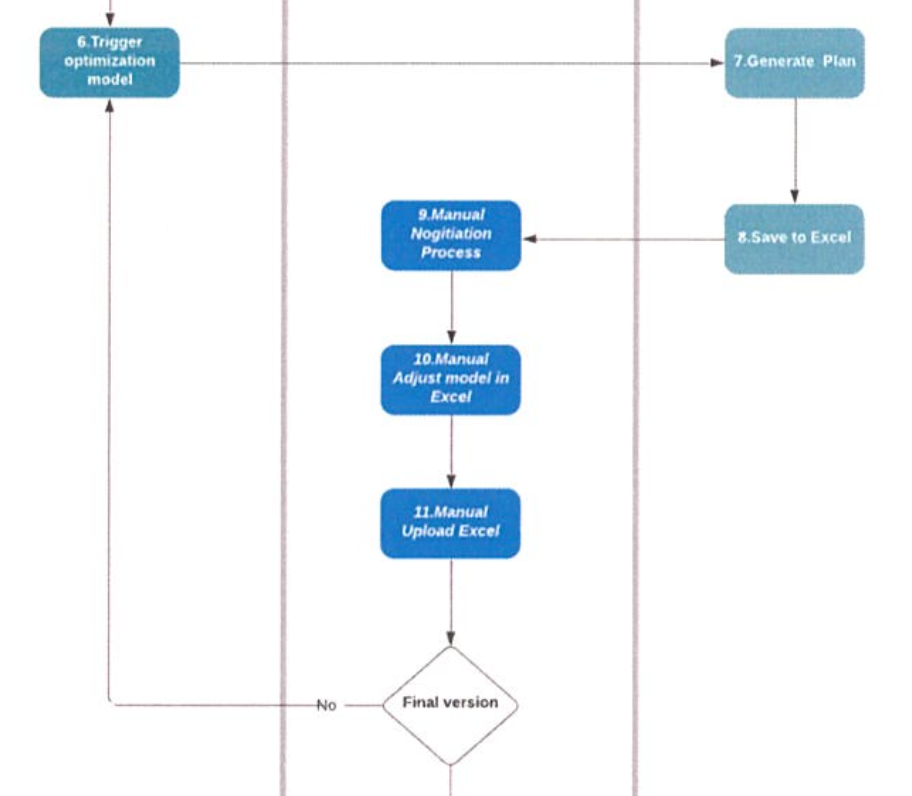 6.Trigger
optimization
model
7.Generate Plan
8.Save to Excel
9.Manual
Nogitiation
Process
10.Manual
Adjust model in
Excel
11.Manual
Upload Excel
Final version
No